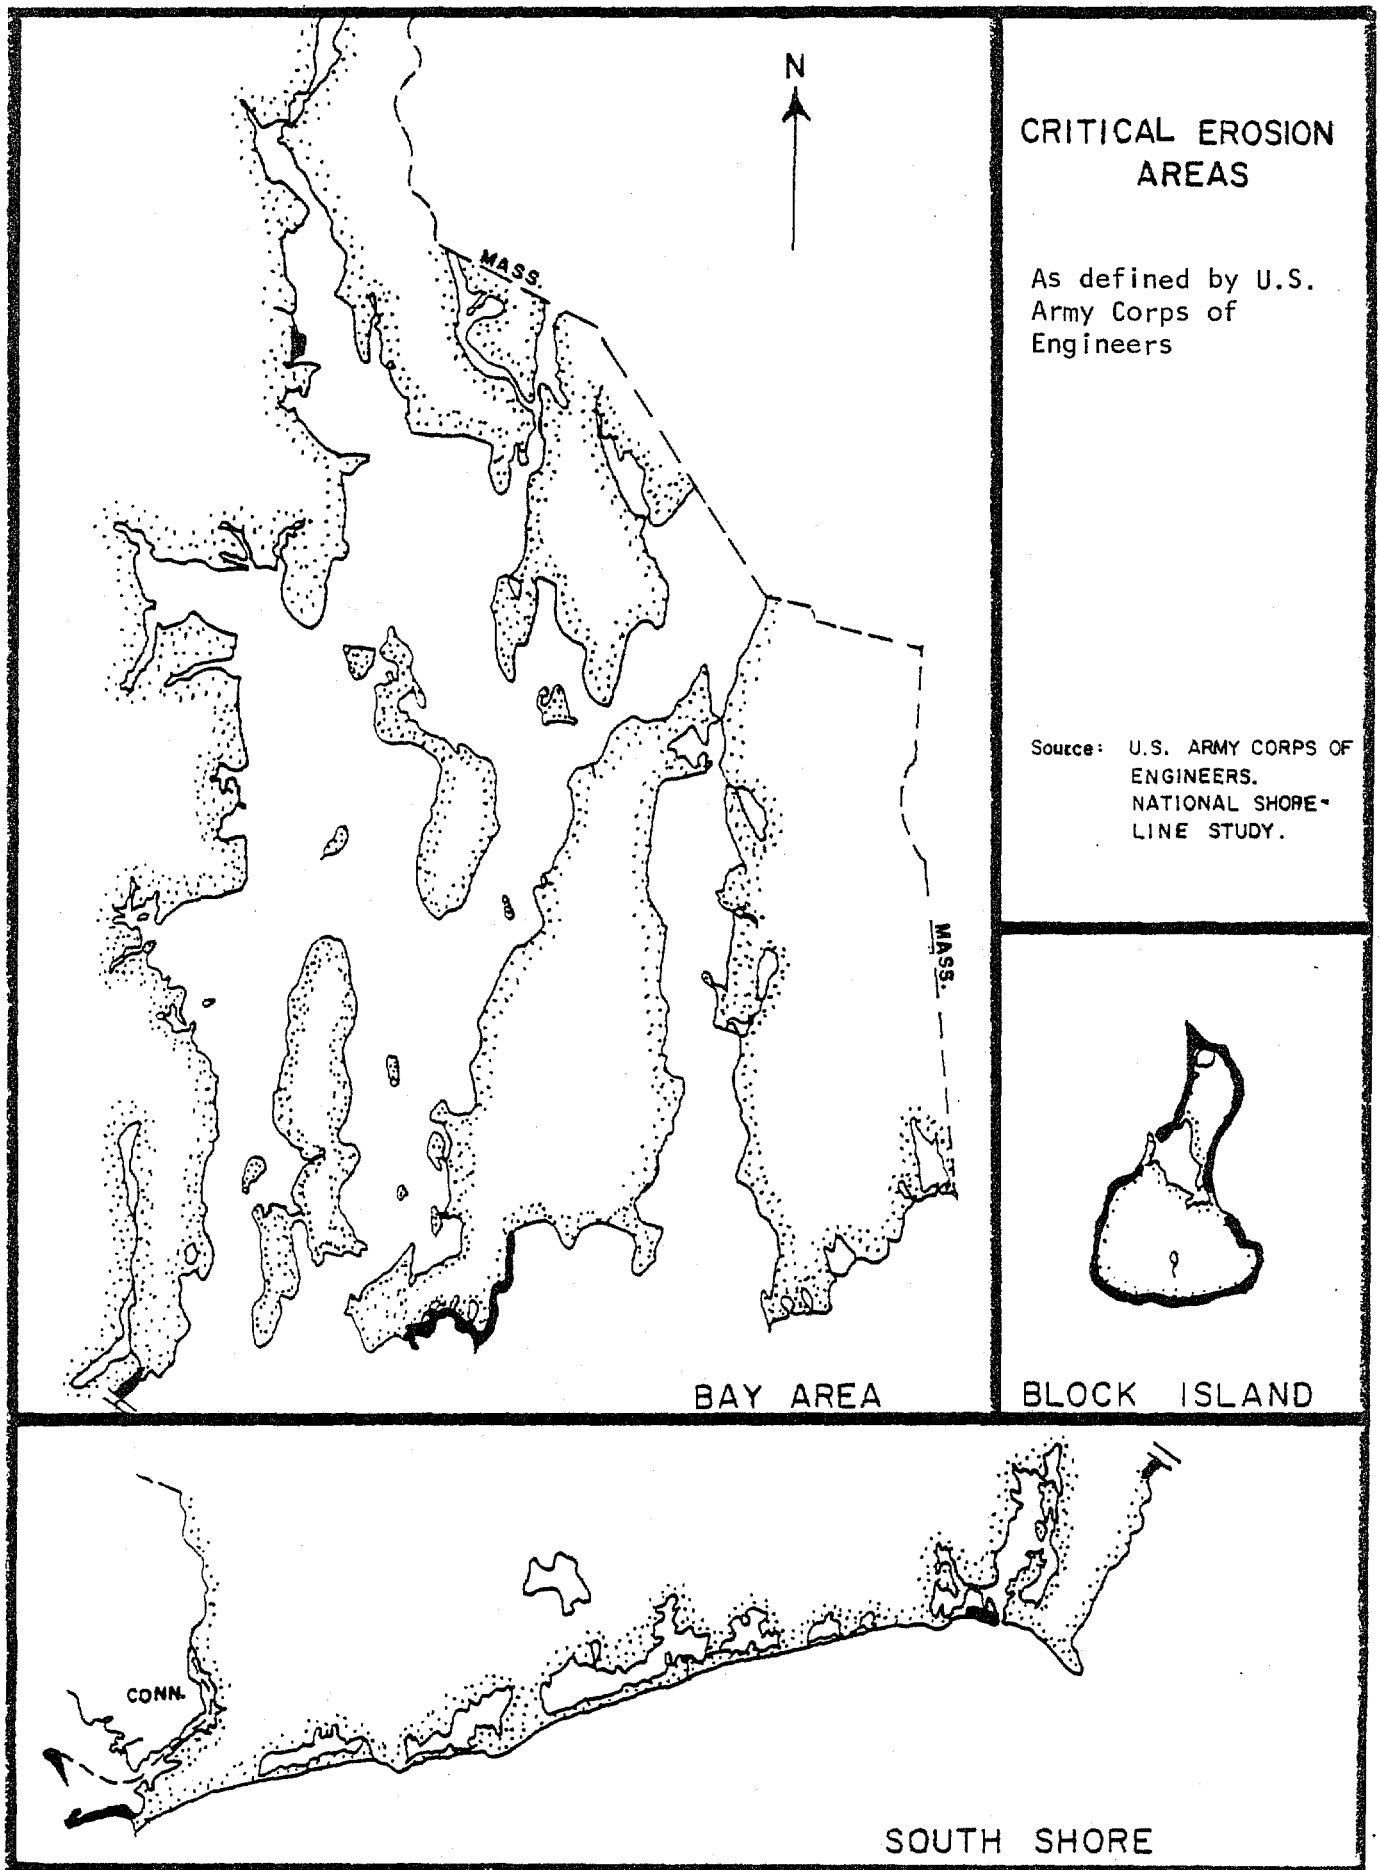 N
CRITICAL EROSION
AREAS
As defined by U.S.
Army Corps of
Engineers
MASS.
Source: U.S. ARMY CORPS OF
ENGINEERS.
NATIONAL SHORE-
LINE STUDY.
MASS.
BAY AREA
BLOCK ISLAND
CONN.
SOUTH SHORE